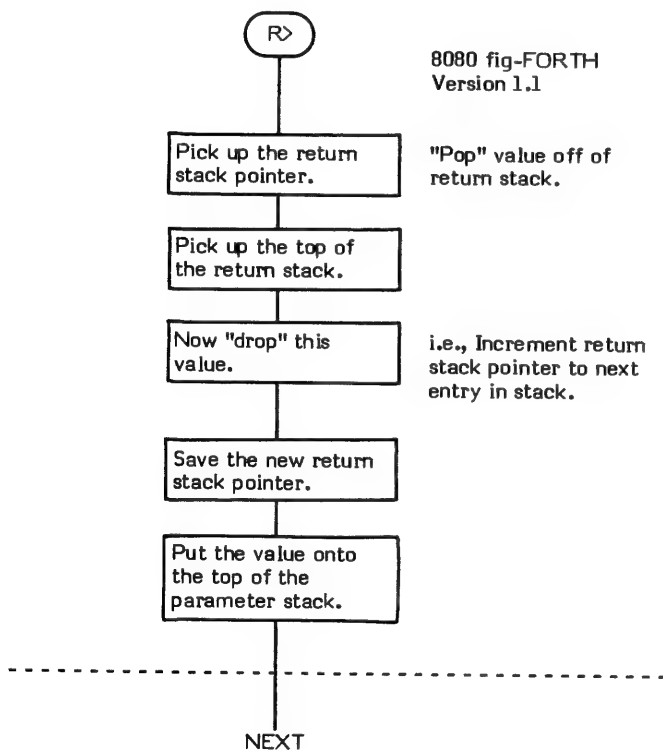 R>
8080 fig-FORTH
Version 1.1
Pick up the return
stack pointer.
"Pop" value off of
return stack.
Pick up the top of
the return stack.
Now "drop" this
value.
i.e., Increment return
stack pointer to next
entry in stack.
Save the new return
stack pointer.
Put the value onto
the top of the
parameter stack.
NEXT